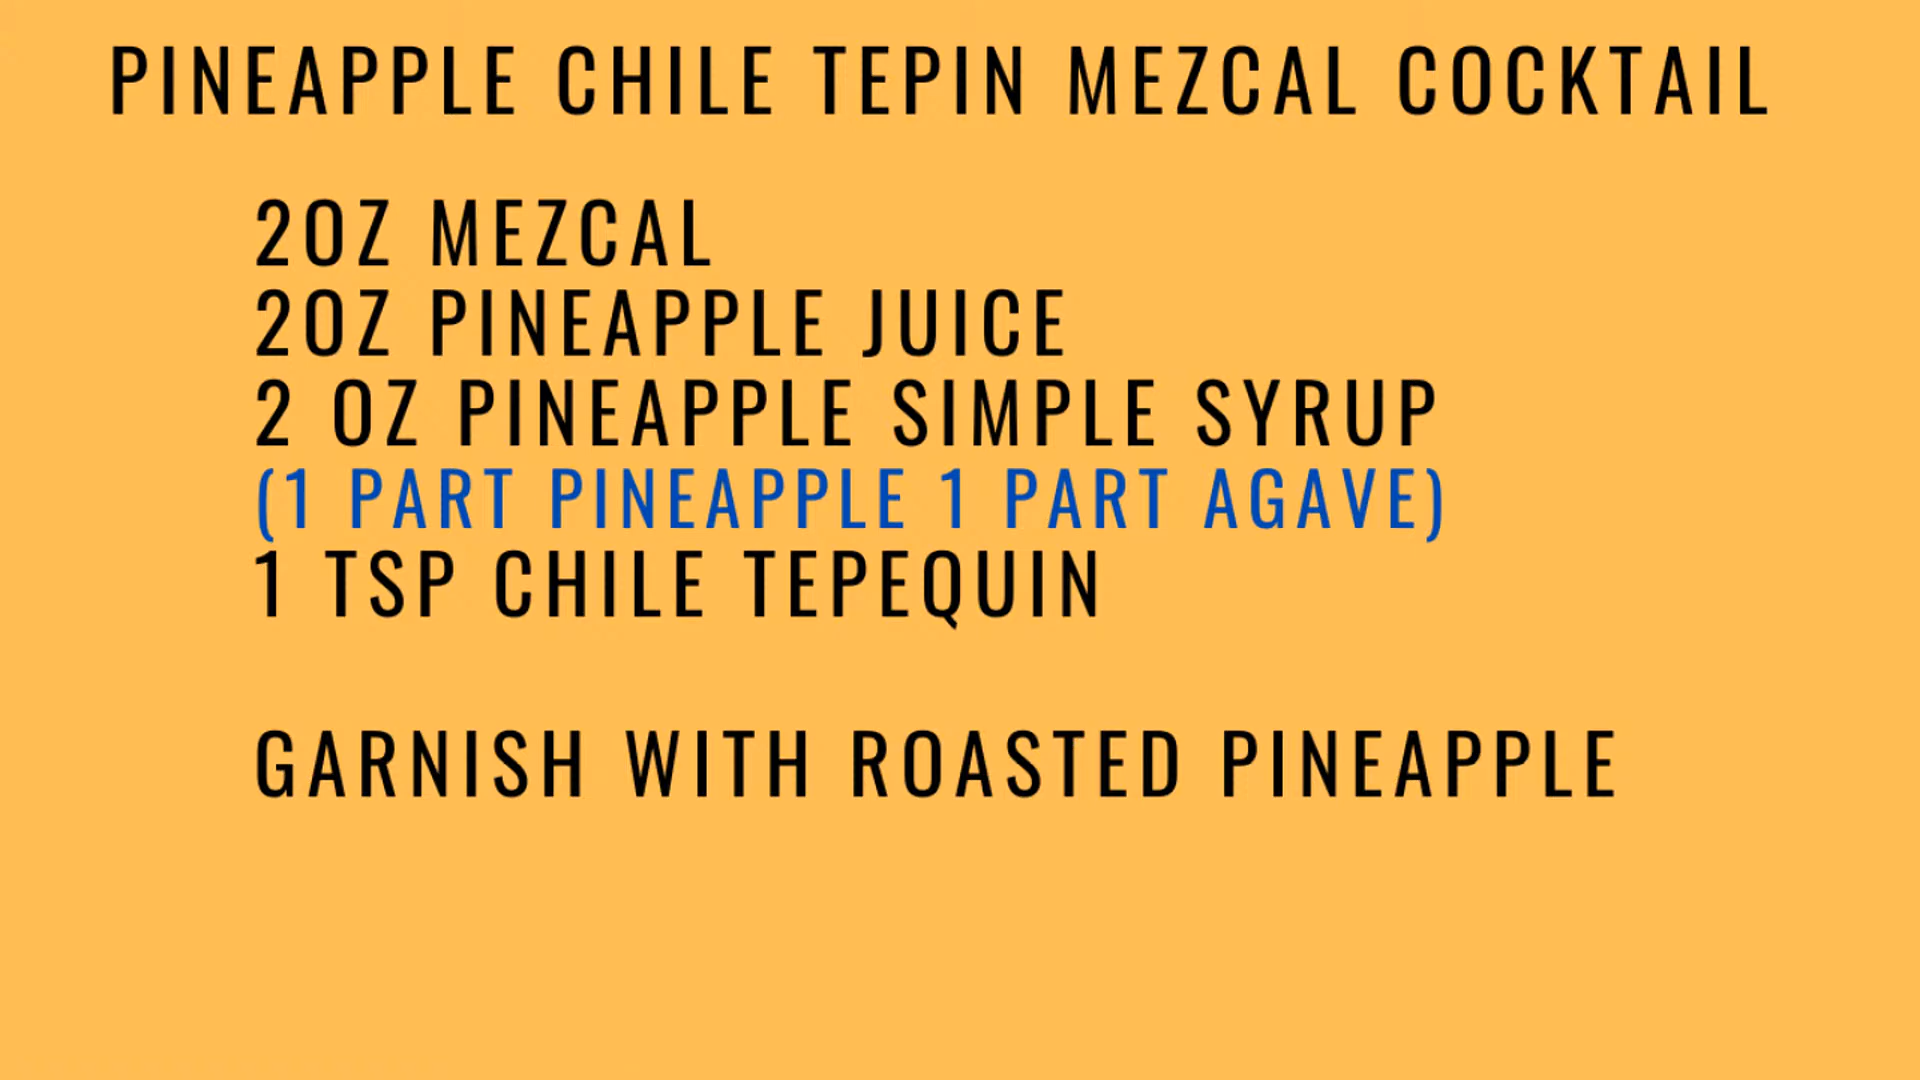 PINEAPPLE CHILE TEPIN MEZCAL COCKTAIL
2OZ MEZCAL
2OZ PINEAPPLE JUICE
2 OZ PINEAPPLE SIMPLE SYRUP
(1 PART PINEAPPLE 1 PART AGAVE)
1 TSP CHILE TEPEQUIN
GARNISH WITH ROASTED PINEAPPLE